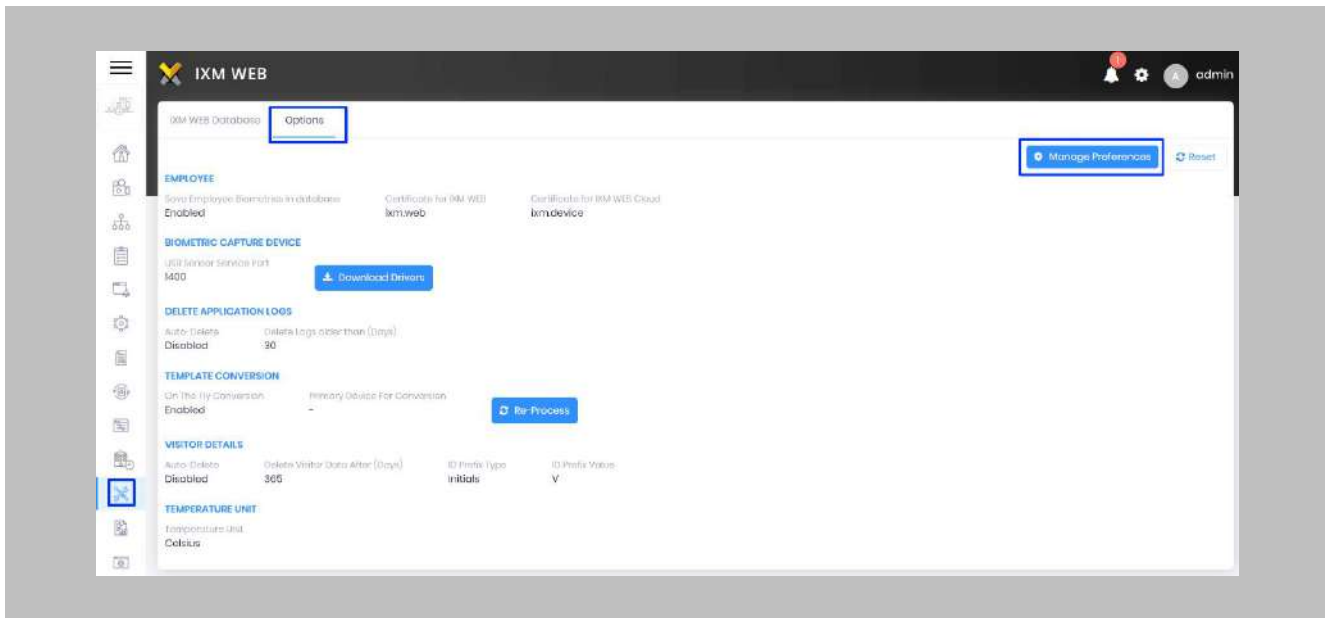 IXM WEB
1
A
admin
IXM WEB Database Options
Manage Preferences Reset
EMPLOYEE
Save Employee Biometrics in database Certificate for IXM WEB Certificate for IXM WEB Cloud
Enabled ixm.web ixm.device
BIOMETRIC CAPTURE DEVICE
USB Sensor Service Port
1400 Download Drivers
DELETE APPLICATION LOGS
Auto-Delete Delete Logs older than (Days)
Disabled 90
TEMPLATE CONVERSION
On The Fly Conversion Primary Device For Conversion
Enabled - Re-Process
VISITOR DETAILS
Auto-Delete Delete Visitor Data After (Days) ID Prefix Type ID Prefix Value
Disabled 365 Initials V
TEMPERATURE UNIT
Temperature Unit
Celsius